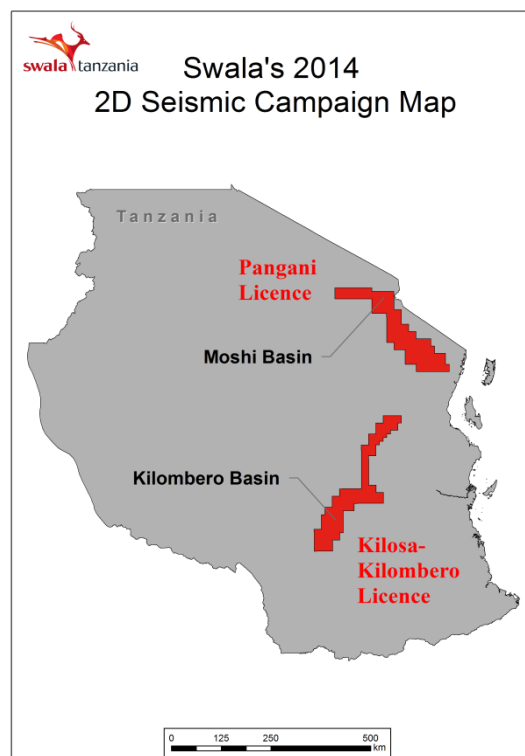 swala tanzania
Swala's 2014
2D Seismic Campaign Map
Tanzania
Pangani
Licence
Moshi Basin
Kilombero Basin
Kilosa-
Kilombero
Licence
0 125 250 500
km